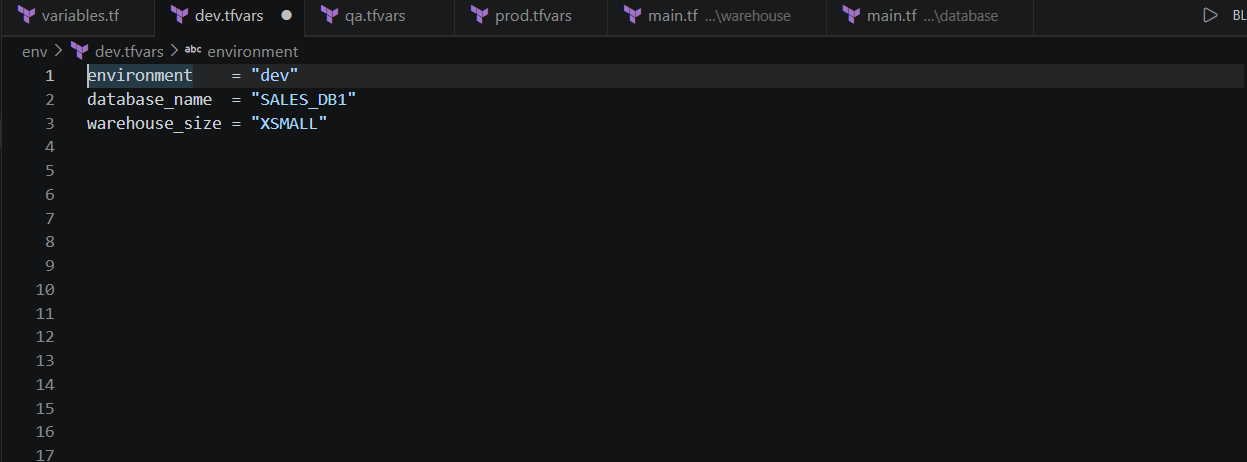 variables.tf dev.tfvars qa.tfvars prod.tfvars main.tf ...\warehouse main.tf ...\database BL
env > dev.tfvars > abc environment
1 environment    = "dev"
2 database_name  = "SALES_DB1"
3 warehouse_size = "XSMALL"
4
5
6
7
8
9
10
11
12
13
14
15
16
17